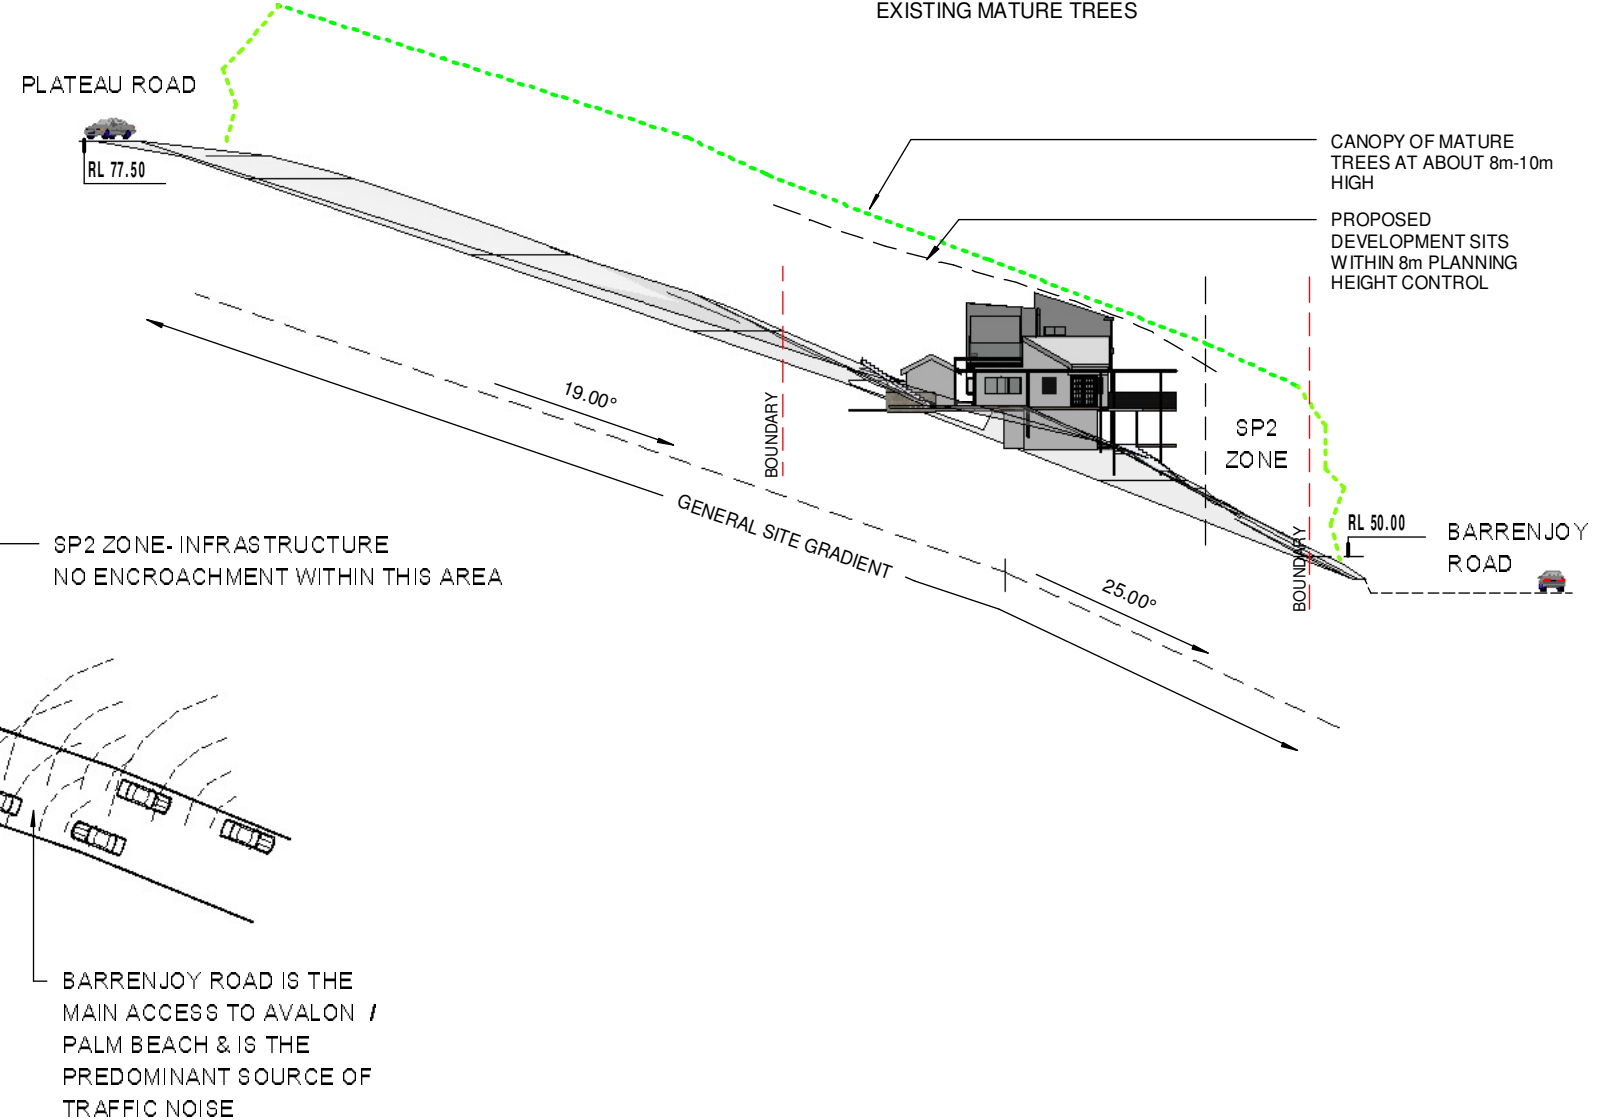 EXISTING MATURE TREES
PLATEAU ROAD
RL 77.50
CANOPY OF MATURE
TREES AT ABOUT 8m-10m
HIGH
PROPOSED
DEVELOPMENT SITS
WITHIN 8m PLANNING
HEIGHT CONTROL
19.00°
BOUNDARY
SP2
ZONE
GENERAL SITE GRADIENT
25.00°
BOUNDARY
RL 50.00
BARRENJOY
ROAD
SP2 ZONE- INFRASTRUCTURE
NO ENCROACHMENT WITHIN THIS AREA
BARRENJOY ROAD IS THE
MAIN ACCESS TO AVALON /
PALM BEACH & IS THE
PREDOMINANT SOURCE OF
TRAFFIC NOISE